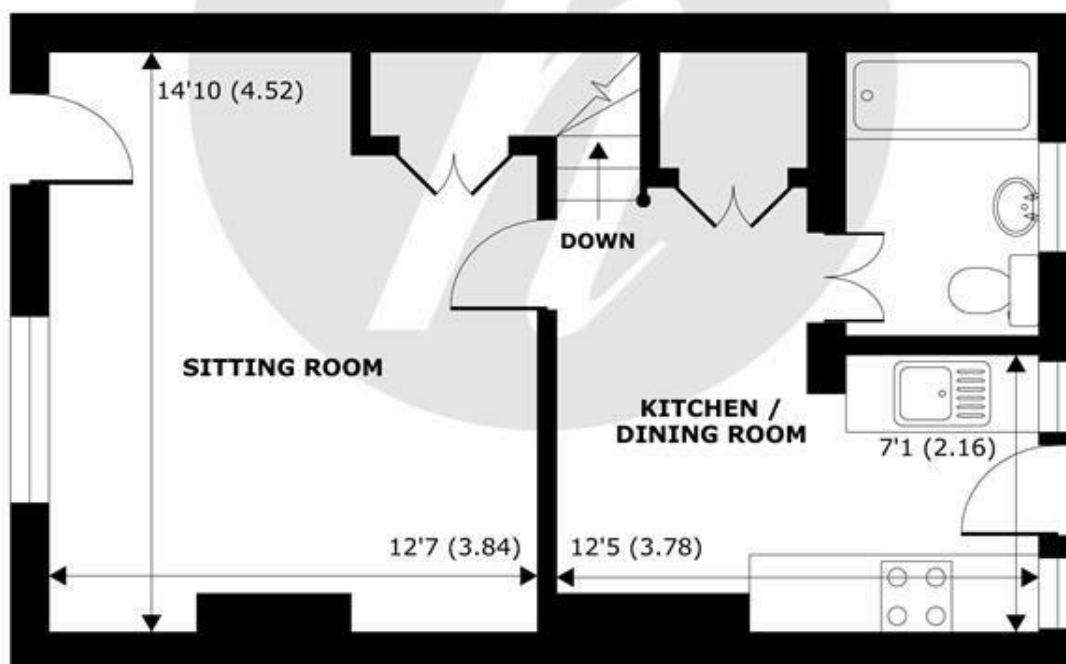 14'10 (4.52)
DOWN
SITTING ROOM
KITCHEN /
DINING ROOM
7'1 (2.16)
12'7 (3.84)
12'5 (3.78)